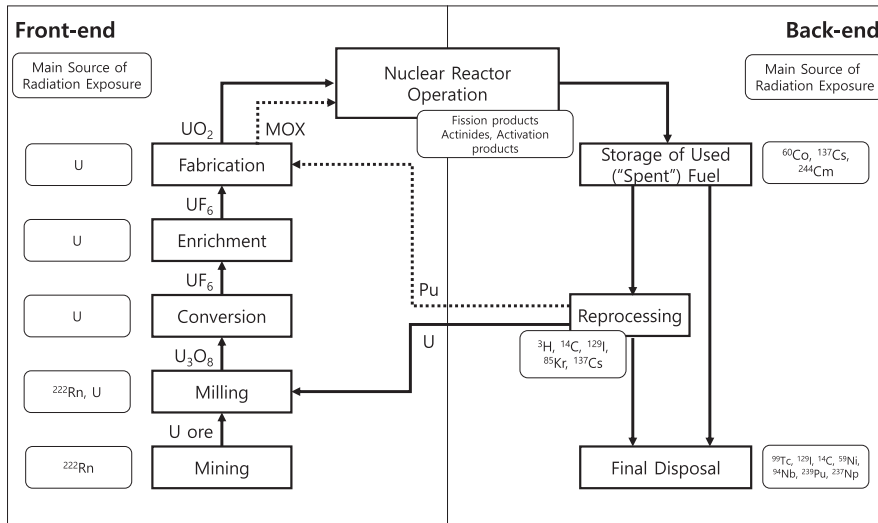 Front-end
Back-end
Main Source of
Radiation Exposure
Nuclear Reactor
Operation
Main Source of
Radiation Exposure
Fission products
Actinides, Activation
products
UO₂
MOX
U
Fabrication
Storage of Used
("Spent") Fuel
⁶⁰Co, ¹³⁷Cs,
²⁴⁴Cm
UF₆
U
Enrichment
UF₆
Pu
U
Conversion
Reprocessing
U
³H, ¹⁴C, ¹²⁹I,
⁸⁵Kr, ¹³⁷Cs
U₃O₈
²²²Rn, U
Milling
U ore
²²²Rn
Mining
Final Disposal
⁹⁹Tc, ¹²⁹I, ¹⁴C, ⁵⁹Ni,
⁹⁴Nb, ²³⁹Pu, ²³⁷Np